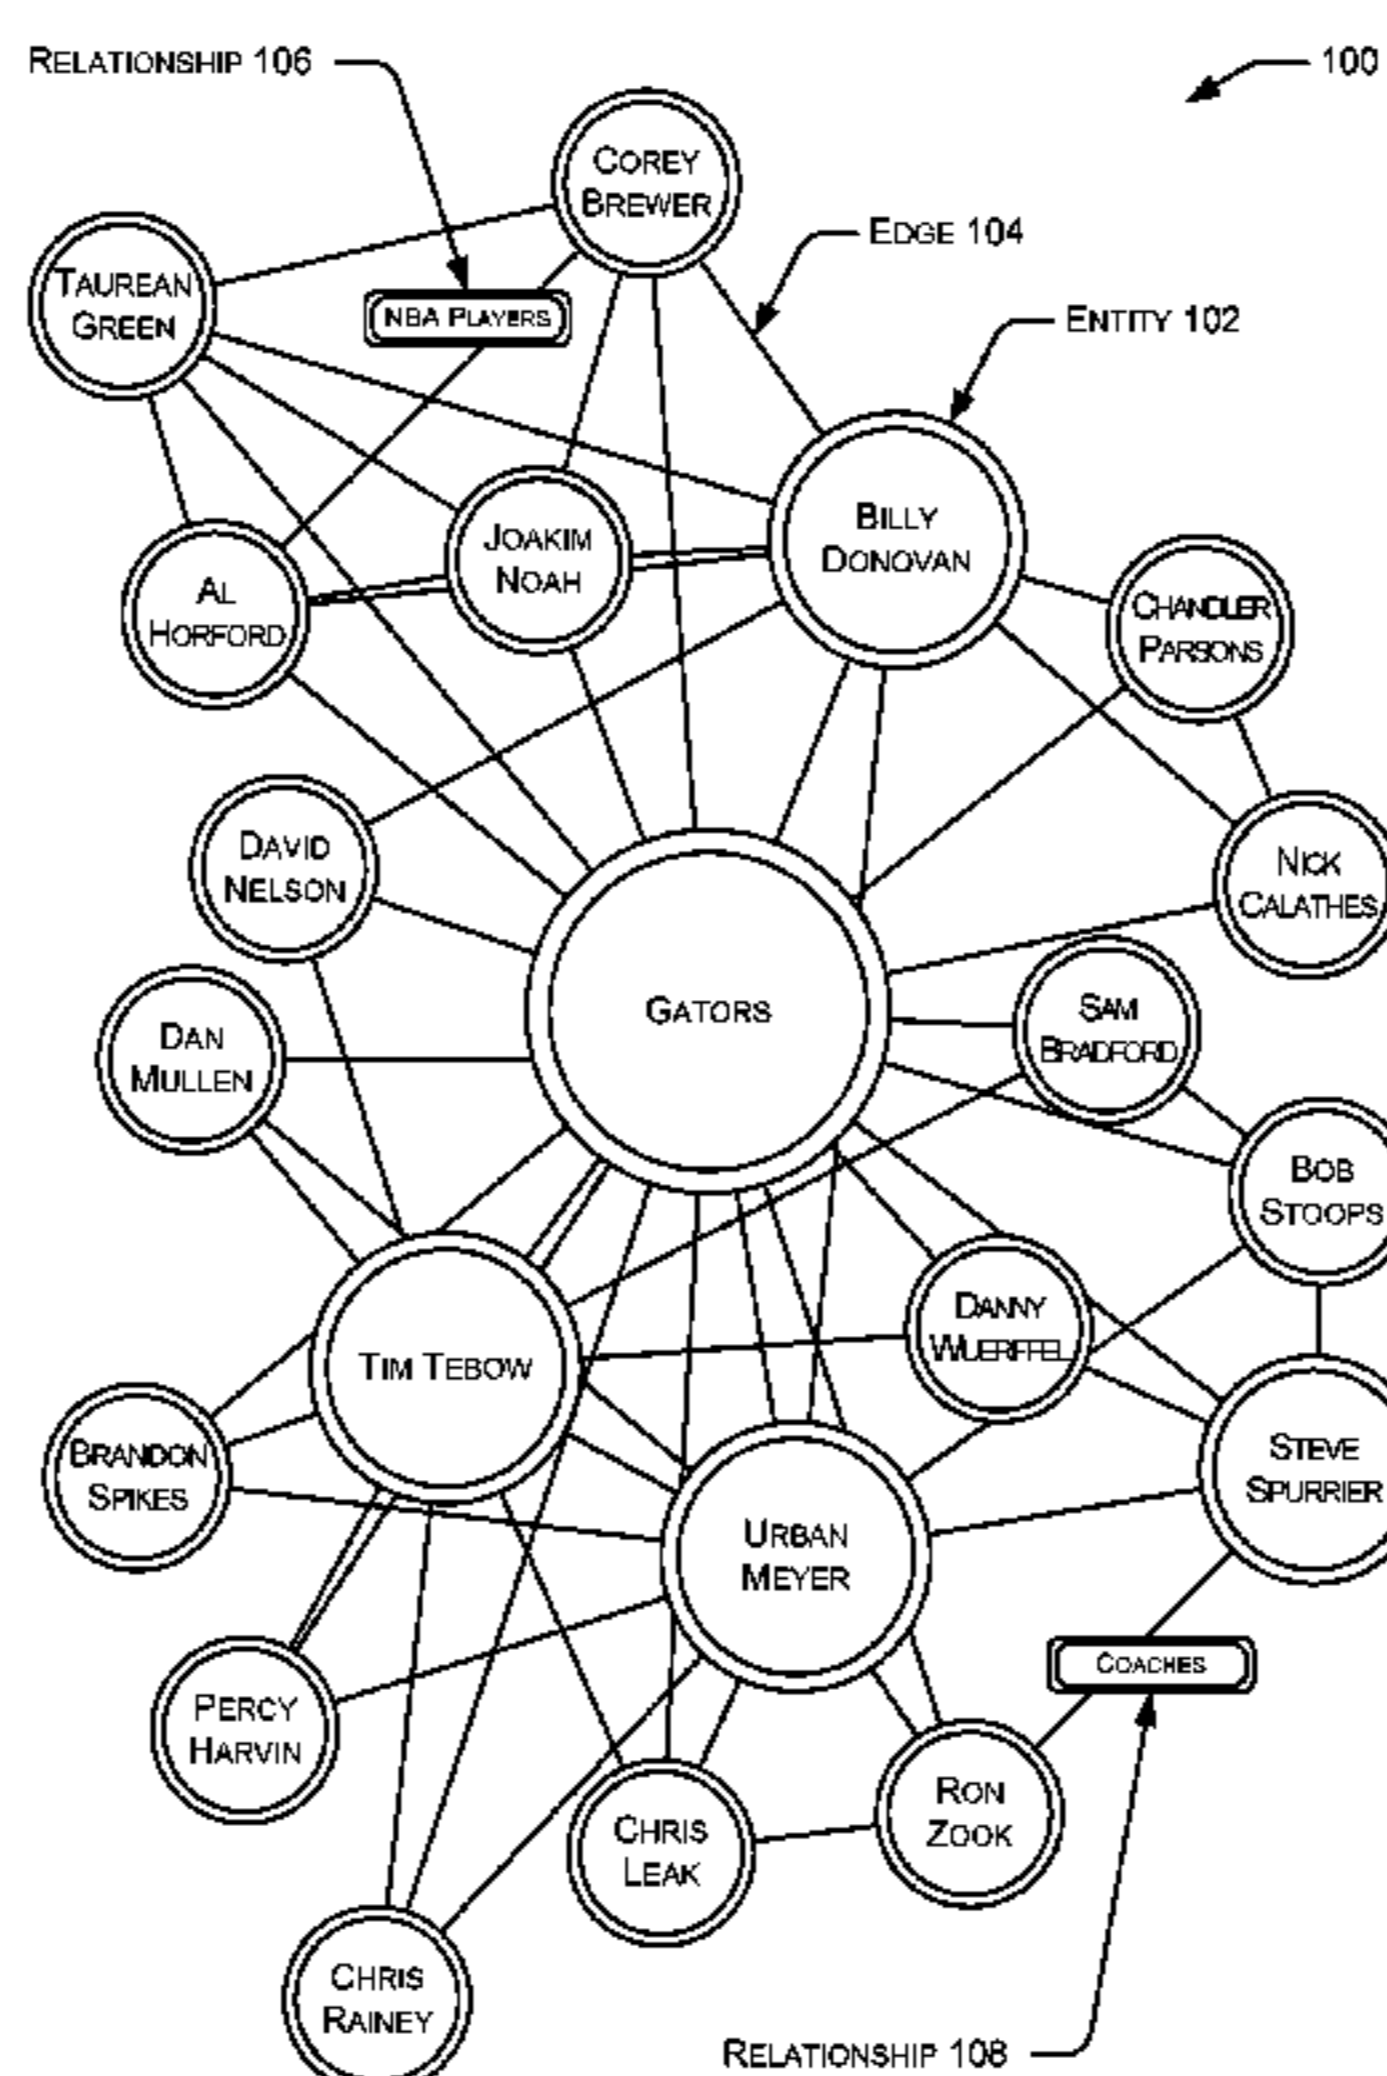 RELATIONSHIP 106
100
COREY
BREWER
EDGE 104
TAUREAN
GREEN
NBA PLAYERS
ENTITY 102
BILLY
DONOVAN
JOAKIM
NOAH
AL
HORFORD
CHANDLER
PARSONS
DAVID
NELSON
NICK
CALATHES
GATORS
SAM
BRADFORD
DAN
MULLEN
BOB
STOOPS
DANNY
WUERFFEL
TIM TEBOW
BRANDON
SPIKES
STEVE
SPURRIER
URBAN
MEYER
COACHES
PERCY
HARVIN
RON
ZOOK
CHRIS
LEAK
CHRIS
RAINEY
RELATIONSHIP 108